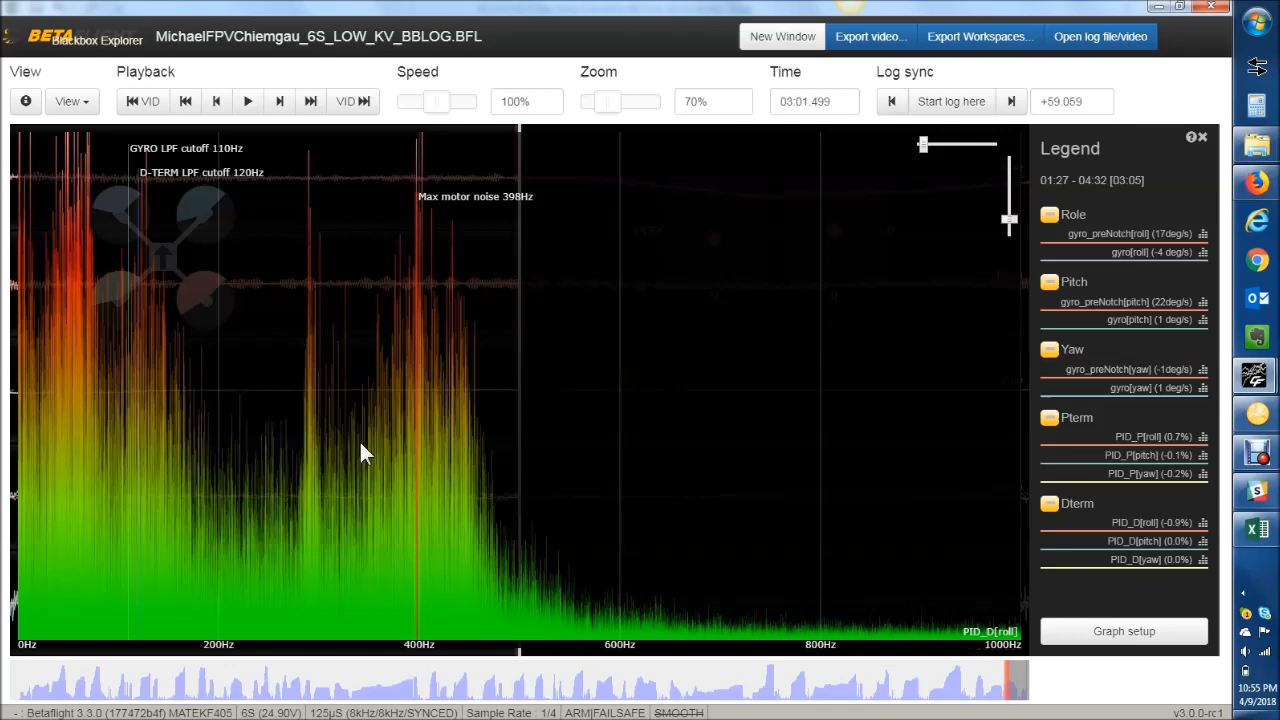 BETAFLIGHT
Blackbox Explorer
MichaelFPVChiemgau_6S_LOW_KV_BBLOG.BFL
New Window
Export video...
Export Workspaces...
Open log file/video
View
Playback
Speed
Zoom
Time
Log sync
View
VID
VID
100%
70%
03:01.499
Start log here
+59.059
GYRO LPF cutoff 110Hz
D-TERM LPF cutoff 120Hz
Max motor noise 398Hz
0Hz
200Hz
400Hz
600Hz
800Hz
1000Hz
PID_D[roll]
Legend
01:27 - 04:32 [03:05]
Role
gyro_preNotch[roll] (17deg/s)
gyro[roll] (-4 deg/s)
Pitch
gyro_preNotch[pitch] (22deg/s)
gyro[pitch] (1 deg/s)
Yaw
gyro_preNotch[yaw] (-1deg/s)
gyro[yaw] (1 deg/s)
Pterm
PID_P[roll] (0.7%)
PID_P[pitch] (-0.1%)
PID_P[yaw] (-0.2%)
Dterm
PID_D[roll] (-0.9%)
PID_D[pitch] (0.0%)
PID_D[yaw] (0.0%)
Graph setup
- : Betaflight 3.3.0 (177472b4f) MATEKF405
6S (24.90V)
125µS (8kHz/8kHz/SYNCED)
Sample Rate : 1/4
ARM|FAILSAFE
SMOOTH
v3.0.0-rc1
10:55 PM
4/9/2018